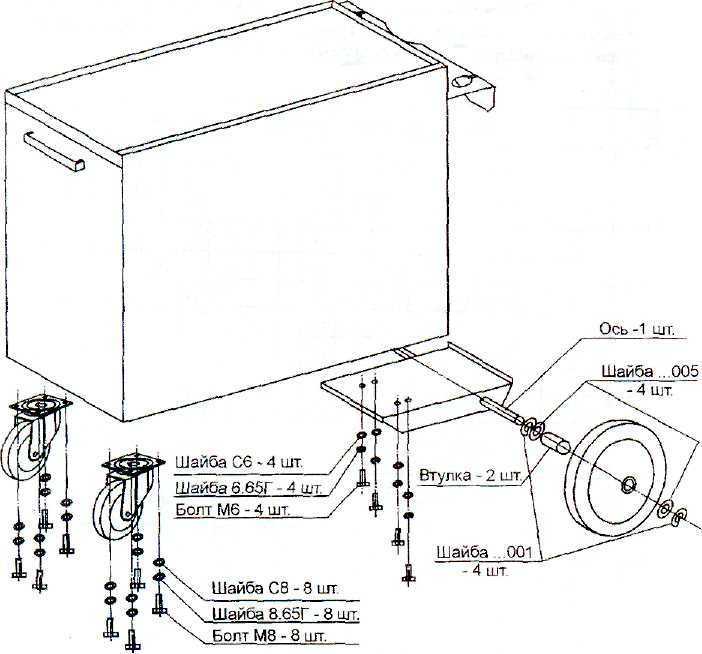 Ось -1 шт.
Шайба ...005
- 4 шт.
Шайба С6 - 4 шт.
Шайба 6.65Г - 4 шт.
Болт М6 - 4 шт.
Втулка - 2 шт.
Шайба ...001
- 4 шт.
Шайба С8 - 8 шт.
Шайба 8.65Г - 8 шт.
Болт М8 - 8 шт.